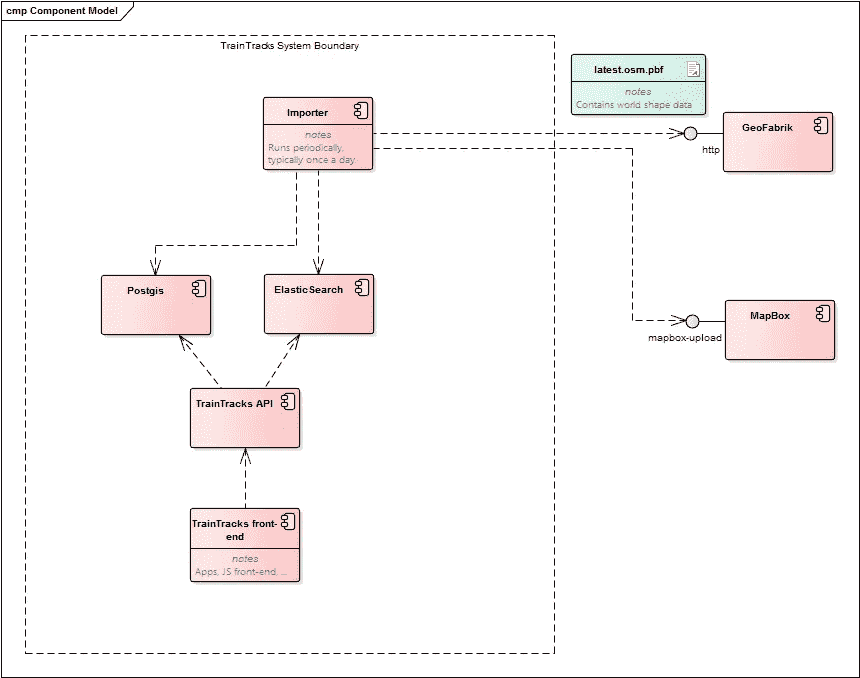 cmp Component Model
TrainTracks System Boundary
latest.osm.pbf
notes
Contains world shape data
Importer
notes
Runs periodically,
typically once a day
GeoFabrik
http
Postgis
ElasticSearch
MapBox
mapbox-upload
TrainTracks API
TrainTracks front-
end
notes
Apps, JS front-end, ...